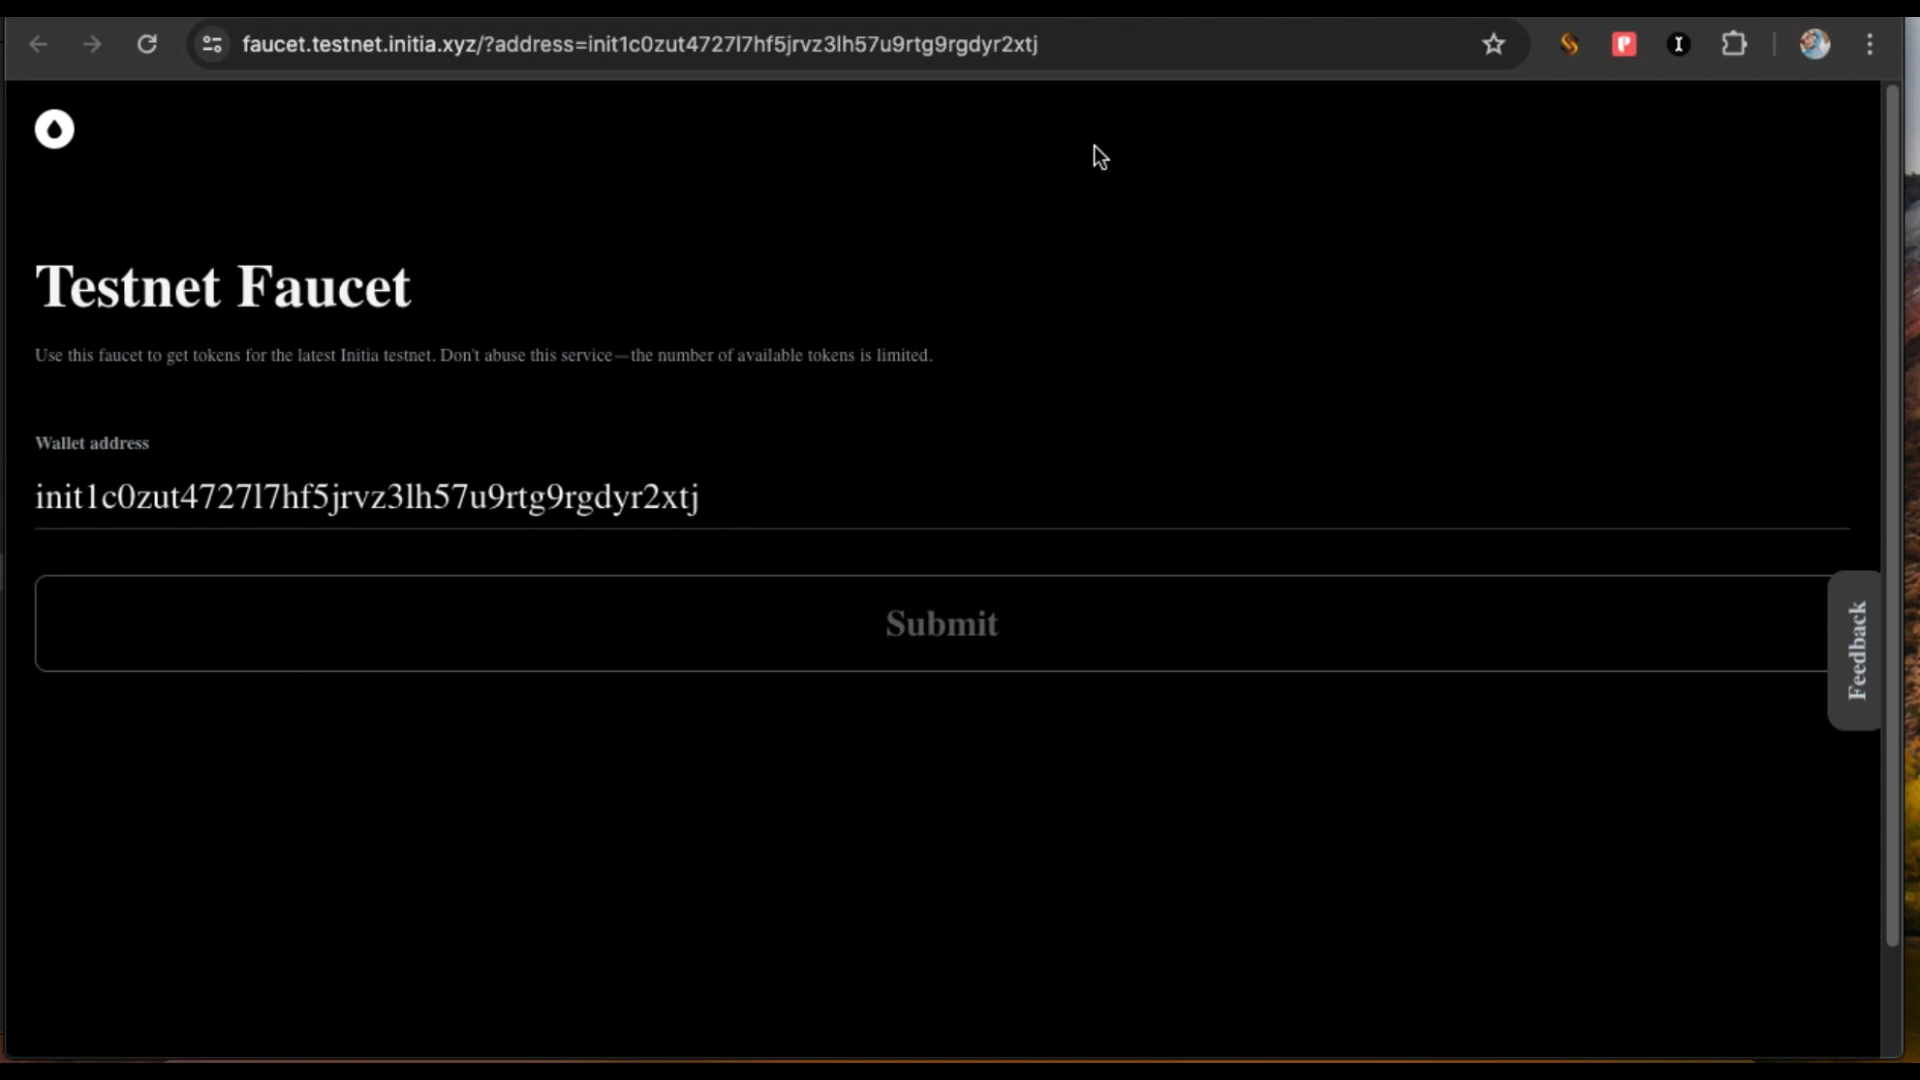 faucet.testnet.initia.xyz/?address=init1c0zut4727l7hf5jrvz3lh57u9rtg9rgdyr2xtj
Testnet Faucet
Use this faucet to get tokens for the latest Initia testnet. Don't abuse this service—the number of available tokens is limited.
Wallet address
init1c0zut4727l7hf5jrvz3lh57u9rtg9rgdyr2xtj
Submit
Feedback